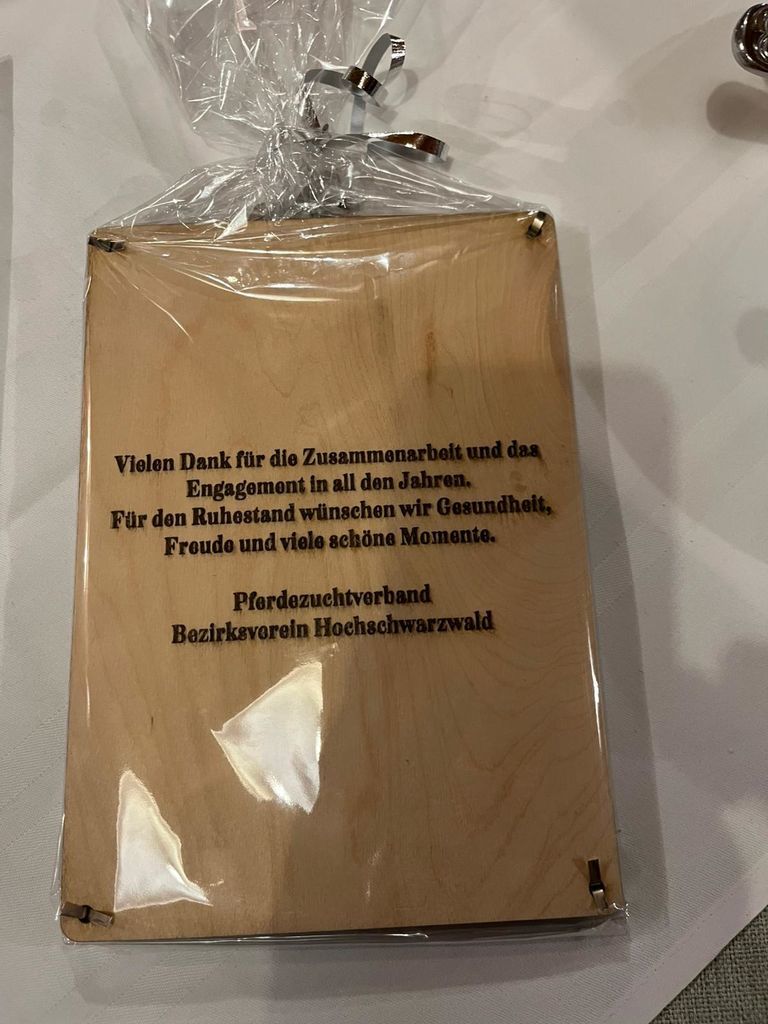 Vielen Dank für die Zusammenarbeit und das
Engagement in all den Jahren.
Für den Ruhestand wünschen wir Gesundheit,
Freude und viele schöne Momente.
Pferdezuchtverband
Bezirksverein Hochschwarzwald